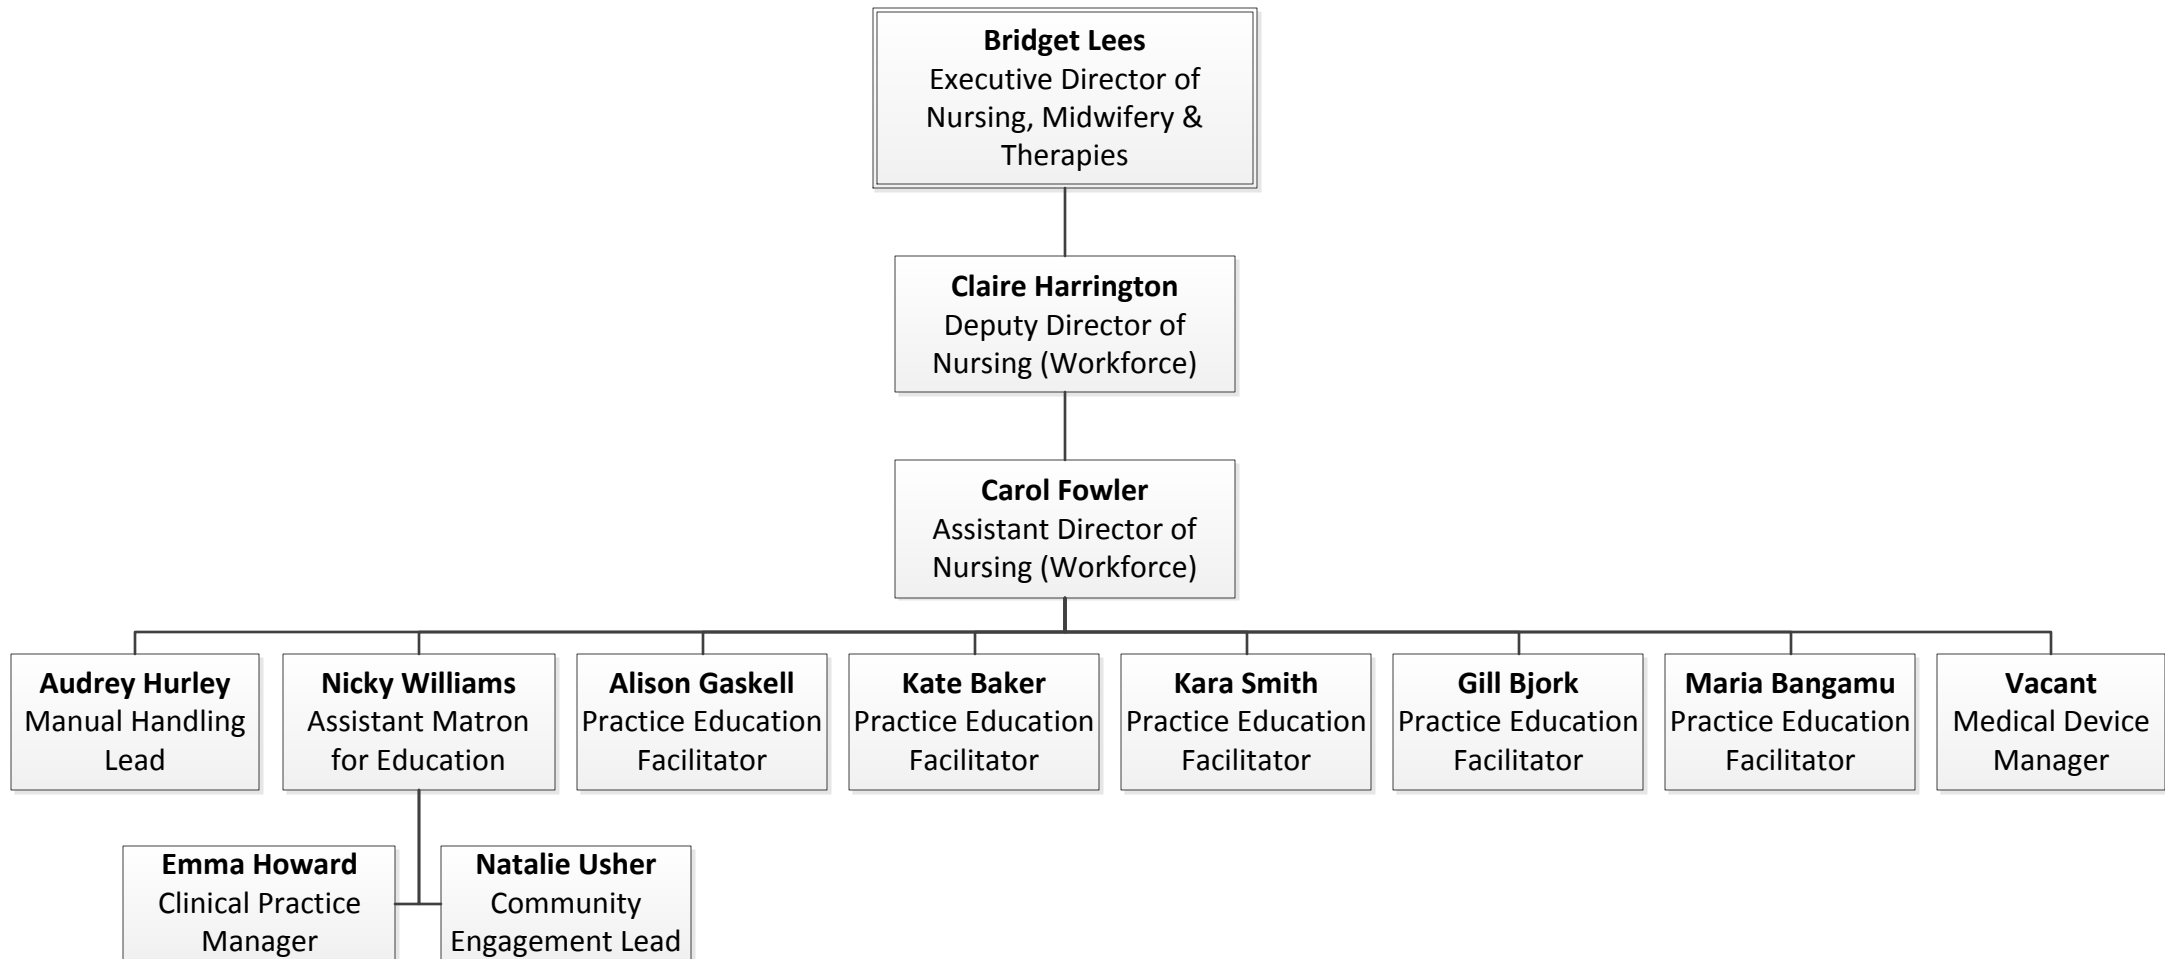 Bridget Lees
Executive Director of
Nursing, Midwifery &
Therapies
Claire Harrington
Deputy Director of
Nursing (Workforce)
Carol Fowler
Assistant Director of
Nursing (Workforce)
Audrey Hurley
Manual Handling
Lead
Nicky Williams
Assistant Matron
for Education
Alison Gaskell
Practice Education
Facilitator
Kate Baker
Practice Education
Facilitator
Kara Smith
Practice Education
Facilitator
Gill Bjork
Practice Education
Facilitator
Maria Bangamu
Practice Education
Facilitator
Vacant
Medical Device
Manager
Emma Howard
Clinical Practice
Manager
Natalie Usher
Community
Engagement Lead